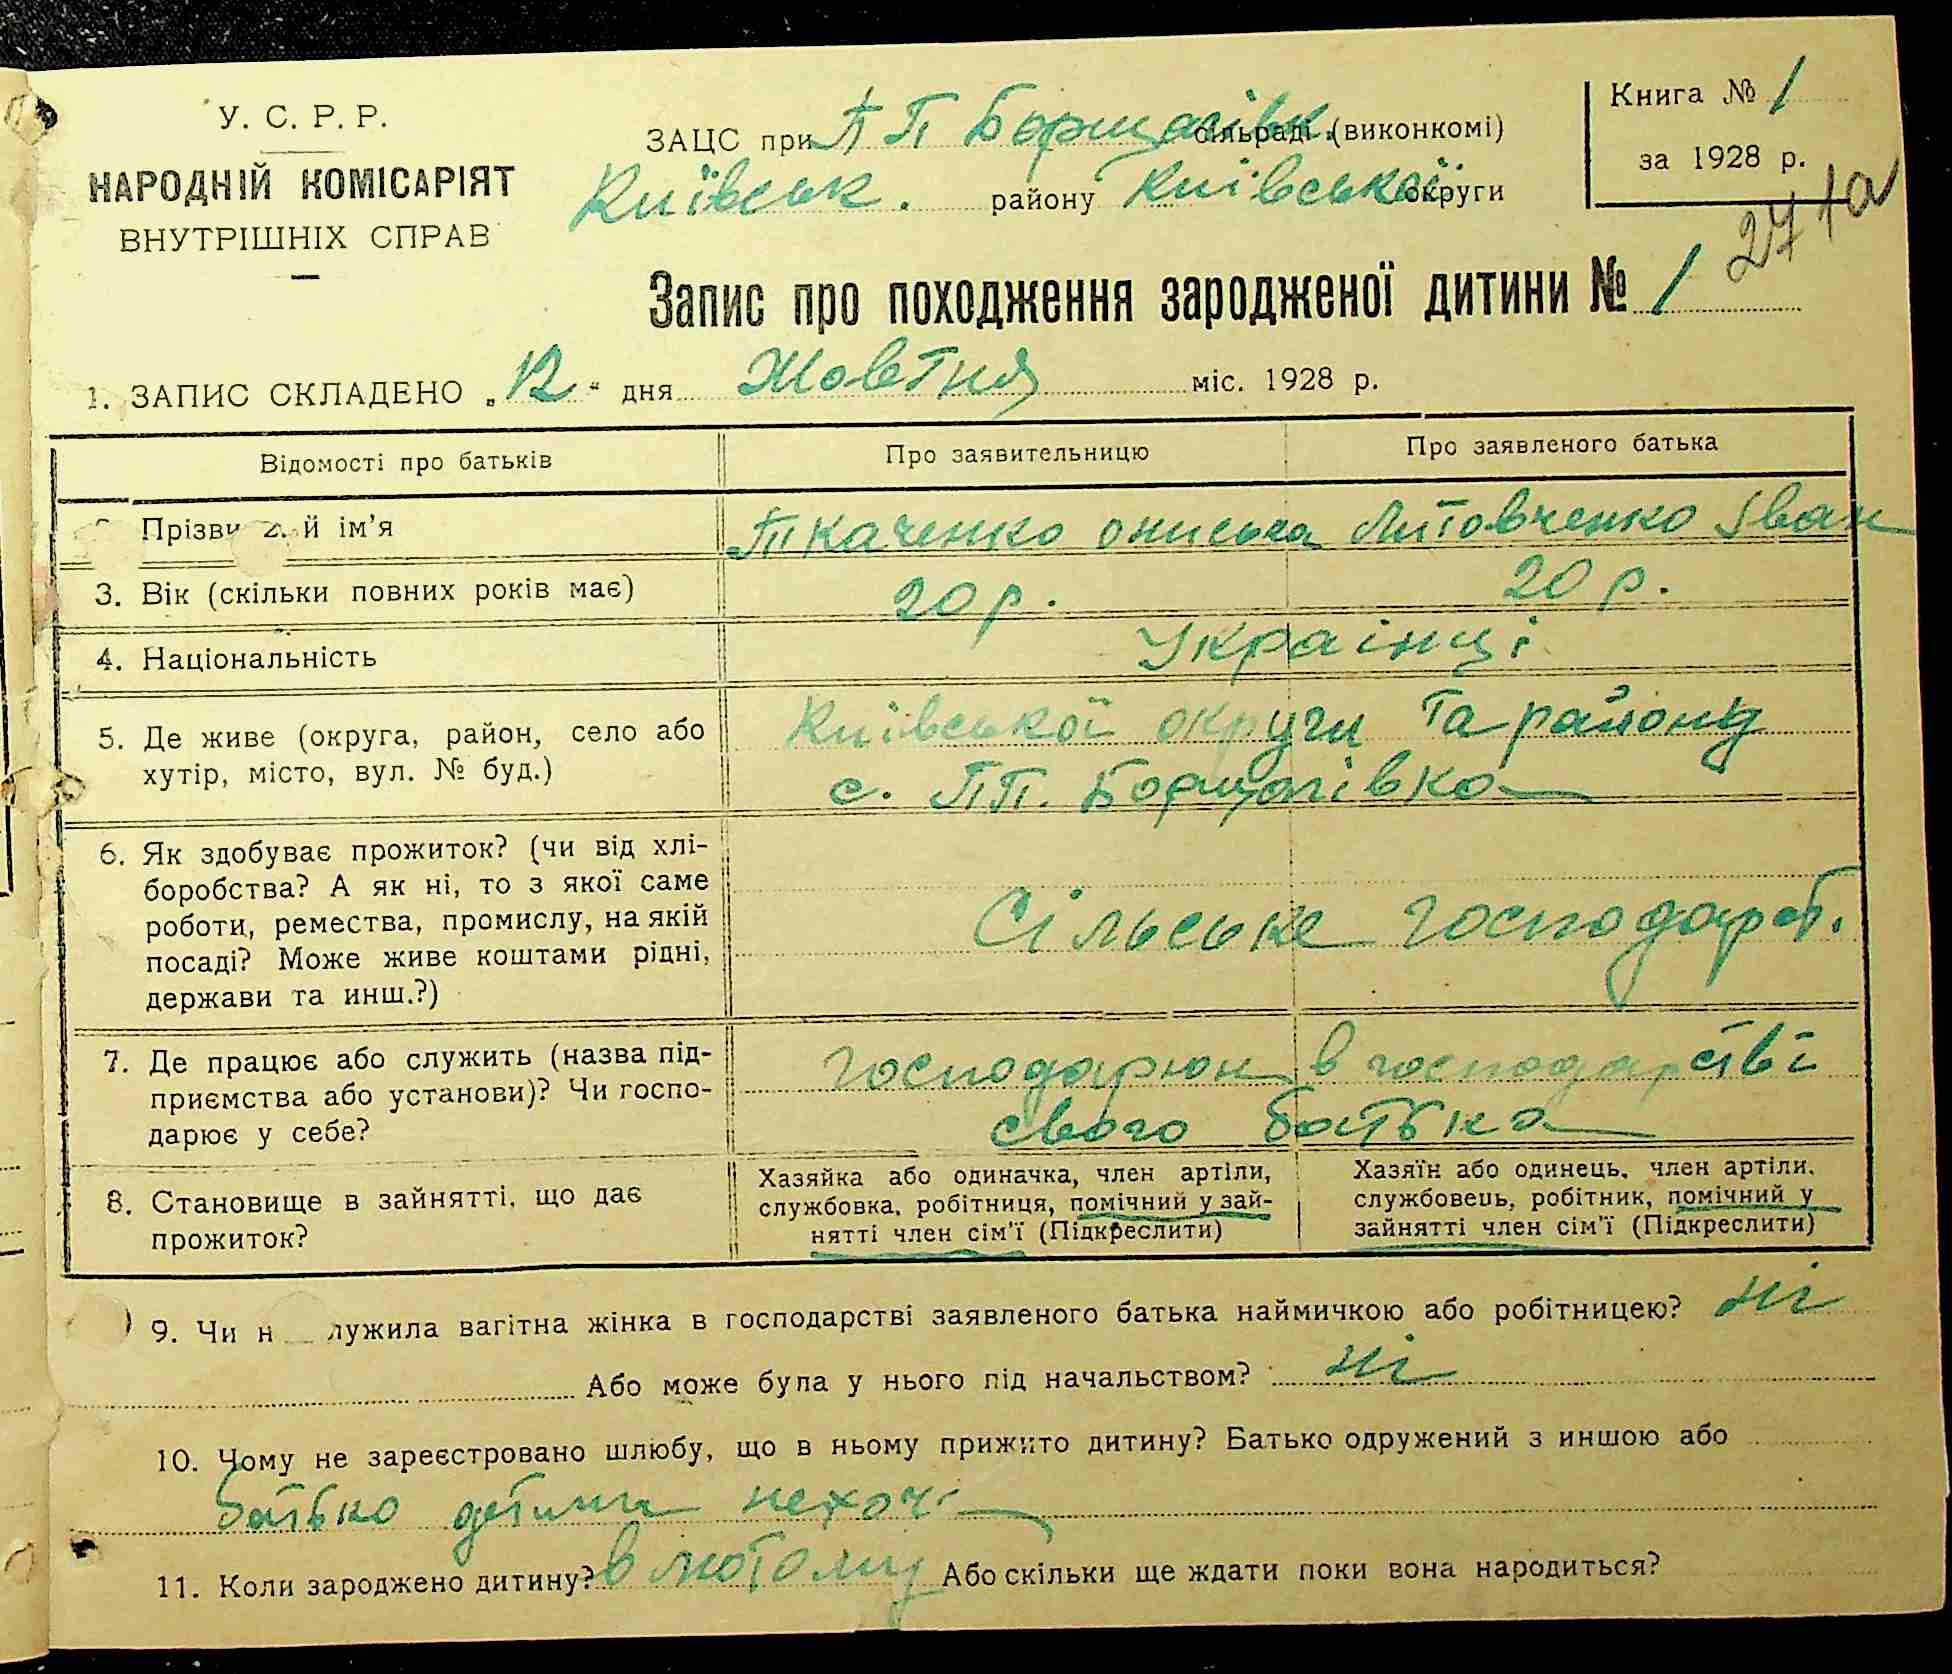 У. С. Р. Р.
НАРОДНІЙ КОМІСАРІЯТ
ВНУТРІШНІХ СПРАВ
ЗАЦС при П П Борщагівк. сільраді (виконкомі)
Київськ. району Київської округи
Книга № 1
за 1928 р.
271а
Запис про походження зародженої дитини № 1
1. ЗАПИС СКЛАДЕНО „12“ дня Жовтня міс. 1928 р.
Відомості про батьків Про заявительницю Про заявленого батька
Прізви й ім’я Ткаченко Ониська Литовченко Іван
3. Вік (скільки повних років має) 20 р. 20 р.
4. Національність Українці
5. Де живе (округа, район, село або
хутір, місто, вул. № буд.)
Київської округи та району
с. ПП. Борщагівка
6. Як здобуває прожиток? (чи від хлі-
боробства? А як ні, то з якої саме
роботи, ремества, промислу, на якій
посаді? Може живе коштами рідні,
держави та инш.?)
Сільське господарст.
7. Де працює або служить (назва під-
приємства або установи)? Чи госпо-
дарює у себе?
в господарстві
свого батька
8. Становище в зайнятті, що дає
прожиток?
Хазяйка або одиначка, член артіли,
службовка, робітниця, помічний у зай-
нятті член сім’ї (Підкреслити)
Хазяїн або одинець, член артіли,
службовець, робітник, помічний у
зайнятті член сім’ї (Підкреслити)
9. Чи н лужила вагітна жінка в господарстві заявленого батька наймичкою або робітницею? ні
Або може була у нього під начальством? ні
10. Чому не зареєстровано шлюбу, що в ньому прижито дитину? Батько одружений з иншою або
батько нехоч
11. Коли зароджено дитину? в лютому Або скільки ще ждати поки вона народиться?